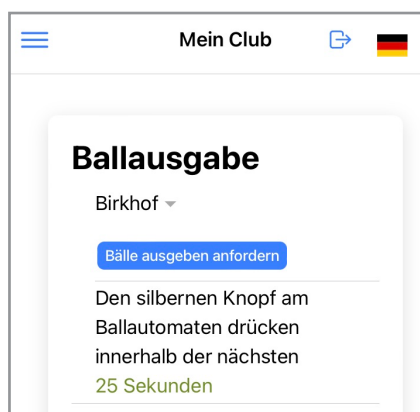 Mein Club
Ballausgabe
Birkhof
Bälle ausgeben anfordern
Den silbernen Knopf am
Ballautomaten drücken
innerhalb der nächsten
25 Sekunden